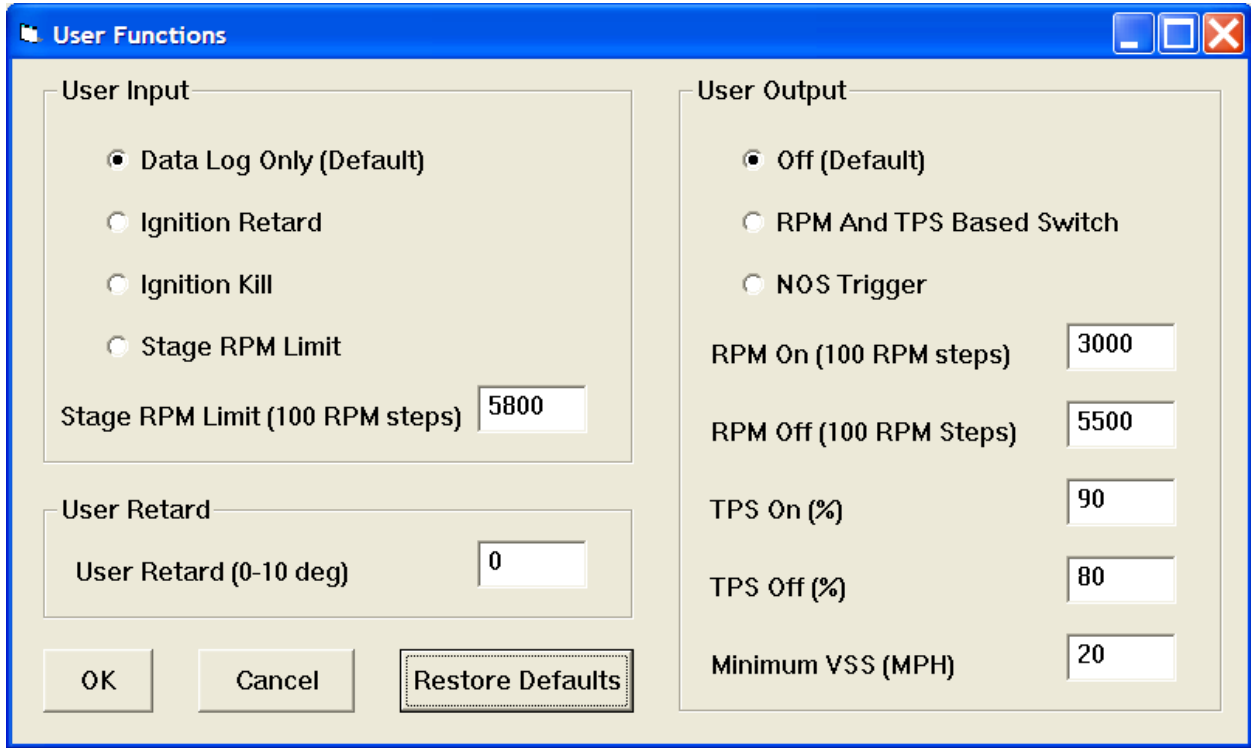 User Functions
User Input
Data Log Only (Default)
Ignition Retard
Ignition Kill
Stage RPM Limit
Stage RPM Limit (100 RPM steps) 5800
User Retard
User Retard (0-10 deg) 0
OK Cancel Restore Defaults
User Output
Off (Default)
RPM And TPS Based Switch
NOS Trigger
RPM On (100 RPM steps) 3000
RPM Off (100 RPM Steps) 5500
TPS On (%) 90
TPS Off (%) 80
Minimum VSS (MPH) 20